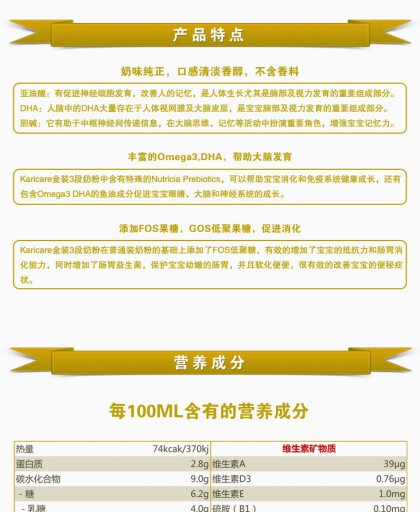 产品特点
奶味纯正，口感清淡香醇，不含香料
亚油酸：有促进神经细胞发育，改善人的记忆，是人体生长尤其是脑部及视力发育的重要组成部分。
DHA：人脑中的DHA大量存在于人体视网膜及大脑皮层，是宝宝脑部及视力发育的重要组成部分。
胆碱：它有助于中枢神经间传递信息，在大脑思维、记忆等活动中扮演重要角色，增强宝宝记忆力。
丰富的Omega3,DHA，帮助大脑发育
Karicare金装3段奶粉中含有特殊的Nutricia Prebiotics，可以帮助宝宝消化和免疫系统健康成长，还有
包含Omega3 DHA的鱼油成分促进宝宝眼睛、大脑和神经系统的成长。
添加FOS果糖，GOS低聚果糖，促进消化
Karicare金装3段奶粉在普通装奶粉的基础上添加了FOS低聚糖，有效的增加了宝宝的抵抗力和肠胃消
化能力，同时增加了肠胃益生菌，保护宝宝幼嫩的肠胃，并且软化便便，很有效的改善宝宝的便秘症
状。
营养成分
每100ML含有的营养成分
热量 74kcak/370kj 维生素矿物质
蛋白质 2.8g 维生素A 39μg
碳水化合物 9.0g 维生素D3 0.76μg
- 糖 6.2g 维生素E 1.0mg
- 乳糖 4.0g 硫胺（B1） 0.10mg